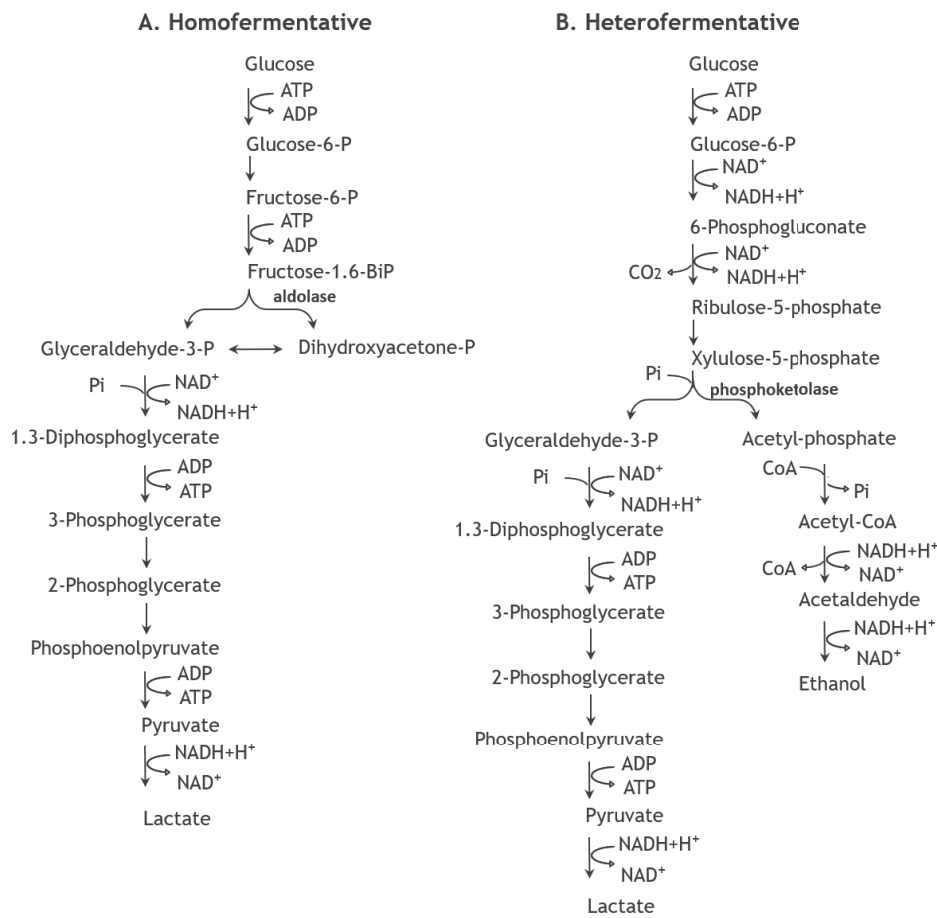 A. Homofermentative
Glucose
ATP
ADP
Glucose-6-P
Fructose-6-P
ATP
ADP
Fructose-1.6-BiP
aldolase
Glyceraldehyde-3-P
Dihydroxyacetone-P
Pi
NAD⁺
NADH+H⁺
1.3-Diphosphoglycerate
ADP
ATP
3-Phosphoglycerate
2-Phosphoglycerate
Phosphoenolpyruvate
ADP
ATP
Pyruvate
NADH+H⁺
NAD⁺
Lactate
B. Heterofermentative
Glucose
ATP
ADP
Glucose-6-P
NAD⁺
NADH+H⁺
6-Phosphogluconate
NAD⁺
CO₂
NADH+H⁺
Ribulose-5-phosphate
Xylulose-5-phosphate
Pi
phosphoketolase
Glyceraldehyde-3-P
Pi
NAD⁺
NADH+H⁺
1.3-Diphosphoglycerate
ADP
ATP
3-Phosphoglycerate
2-Phosphoglycerate
Phosphoenolpyruvate
ADP
ATP
Pyruvate
NADH+H⁺
NAD⁺
Lactate
Acetyl-phosphate
CoA
Pi
Acetyl-CoA
NADH+H⁺
CoA
NAD⁺
Acetaldehyde
NADH+H⁺
NAD⁺
Ethanol